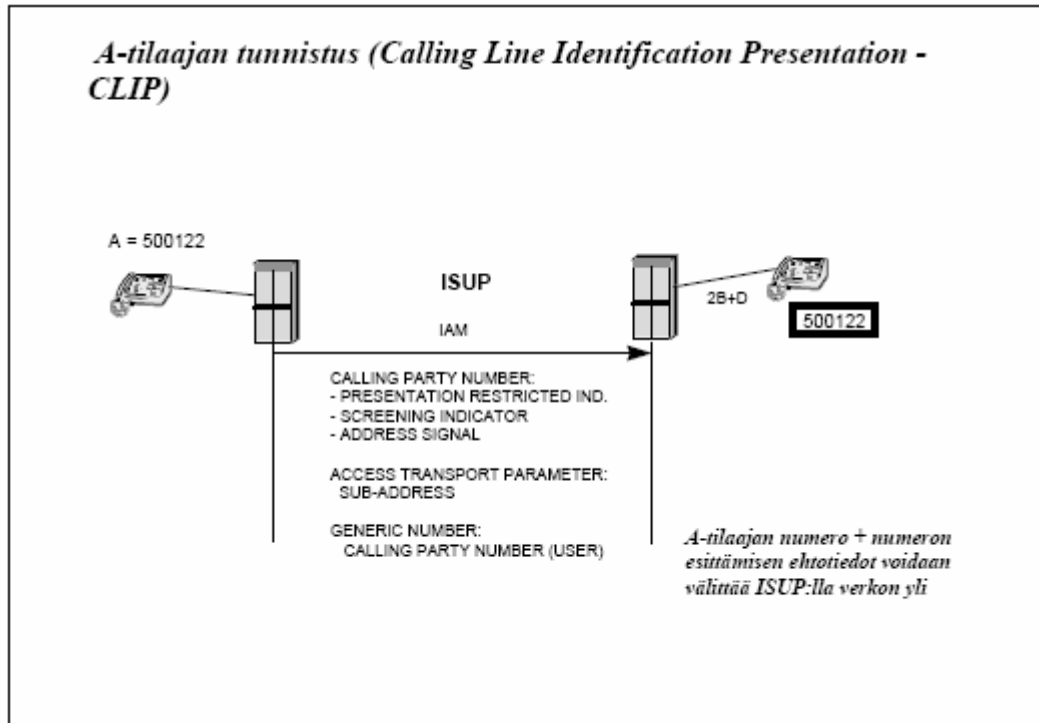 A-tilaajan tunnistus (Calling Line Identification Presentation -
CLIP)
A = 500122
ISUP
2B+D
500122
IAM
CALLING PARTY NUMBER:
- PRESENTATION RESTRICTED IND.
- SCREENING INDICATOR
- ADDRESS SIGNAL
ACCESS TRANSPORT PARAMETER:
SUB-ADDRESS
GENERIC NUMBER:
CALLING PARTY NUMBER (USER)
A-tilaajan numero + numeron
esittämisen ehtotiedot voidaan
välittää ISUP:lla verkon yli